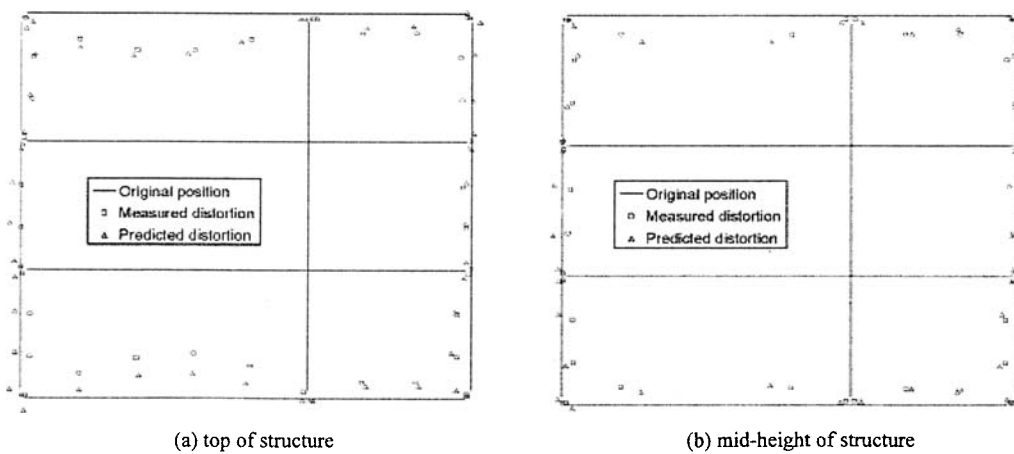 Original position
Measured distortion
Predicted distortion
Original position
Measured distortion
Predicted distortion
(a) top of structure
(b) mid-height of structure